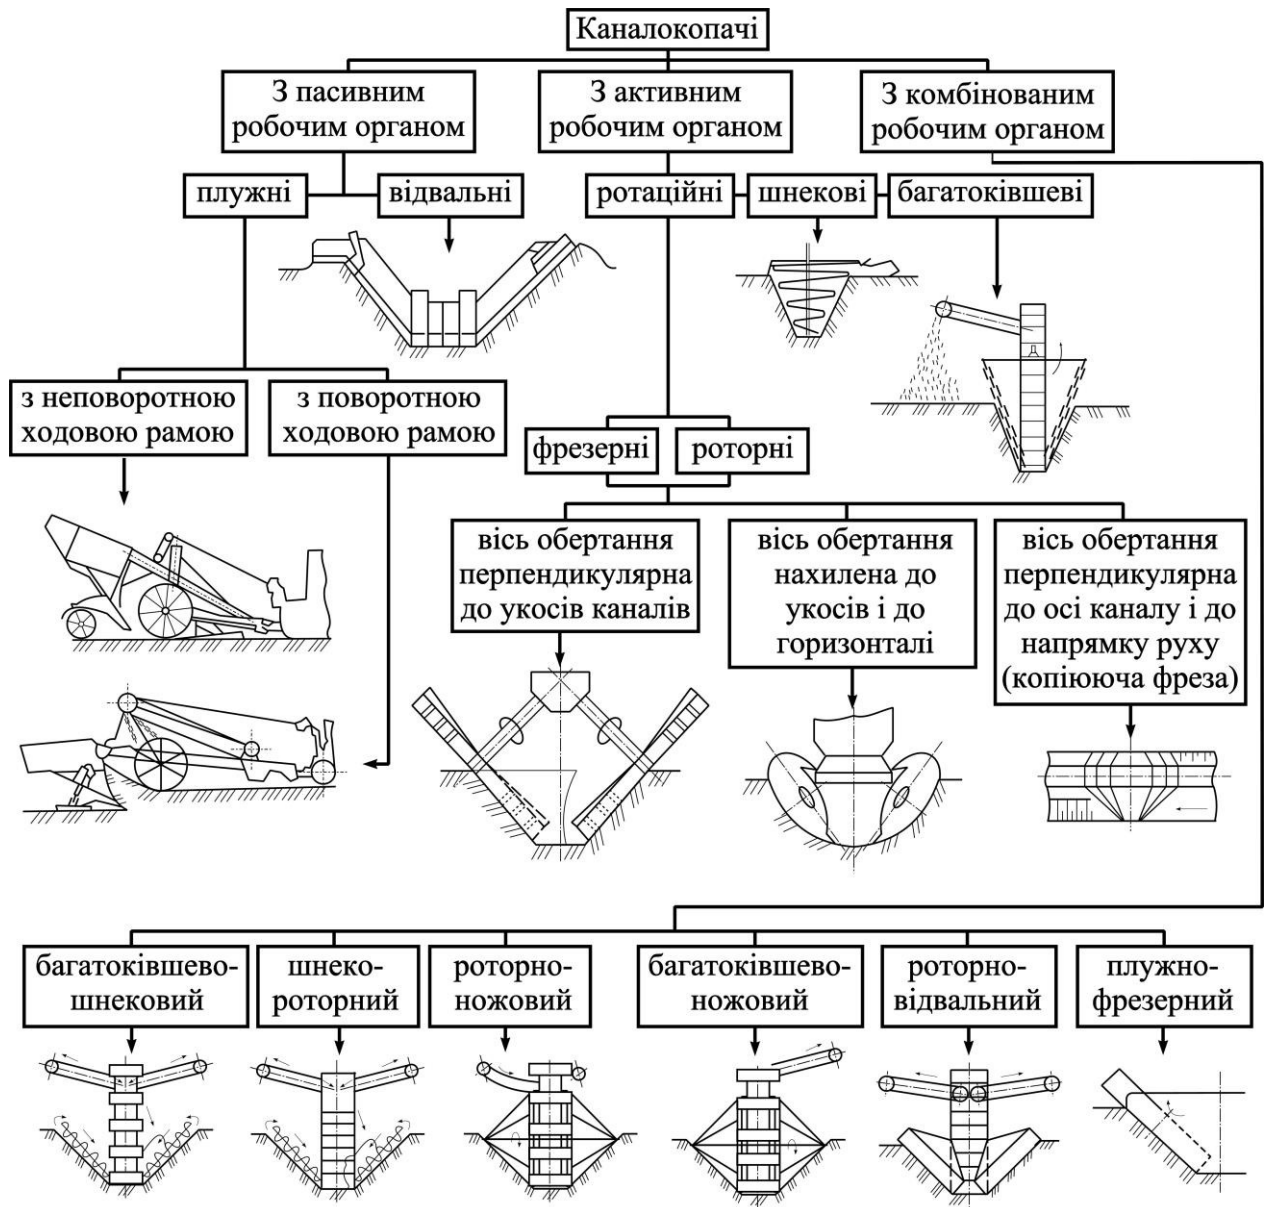 Каналокопачі
З пасивним
робочим органом
З активним
робочим органом
З комбінованим
робочим органом
плужні
відвальні
ротаційні
шнекові
багатоківшеві
з неповоротною
ходовою рамою
з поворотною
ходовою рамою
фрезерні
роторні
вісь обертання
перпендикулярна
до укосів каналів
вісь обертання
нахилена до
укосів і до
горизонталі
вісь обертання
перпендикулярна
до осі каналу і до
напрямку руху
(копіююча фреза)
багатоківшево-
шнековий
шнеко-
роторний
роторно-
ножовий
багатоківшево-
ножовий
роторно-
відвальний
плужно-
фрезерний